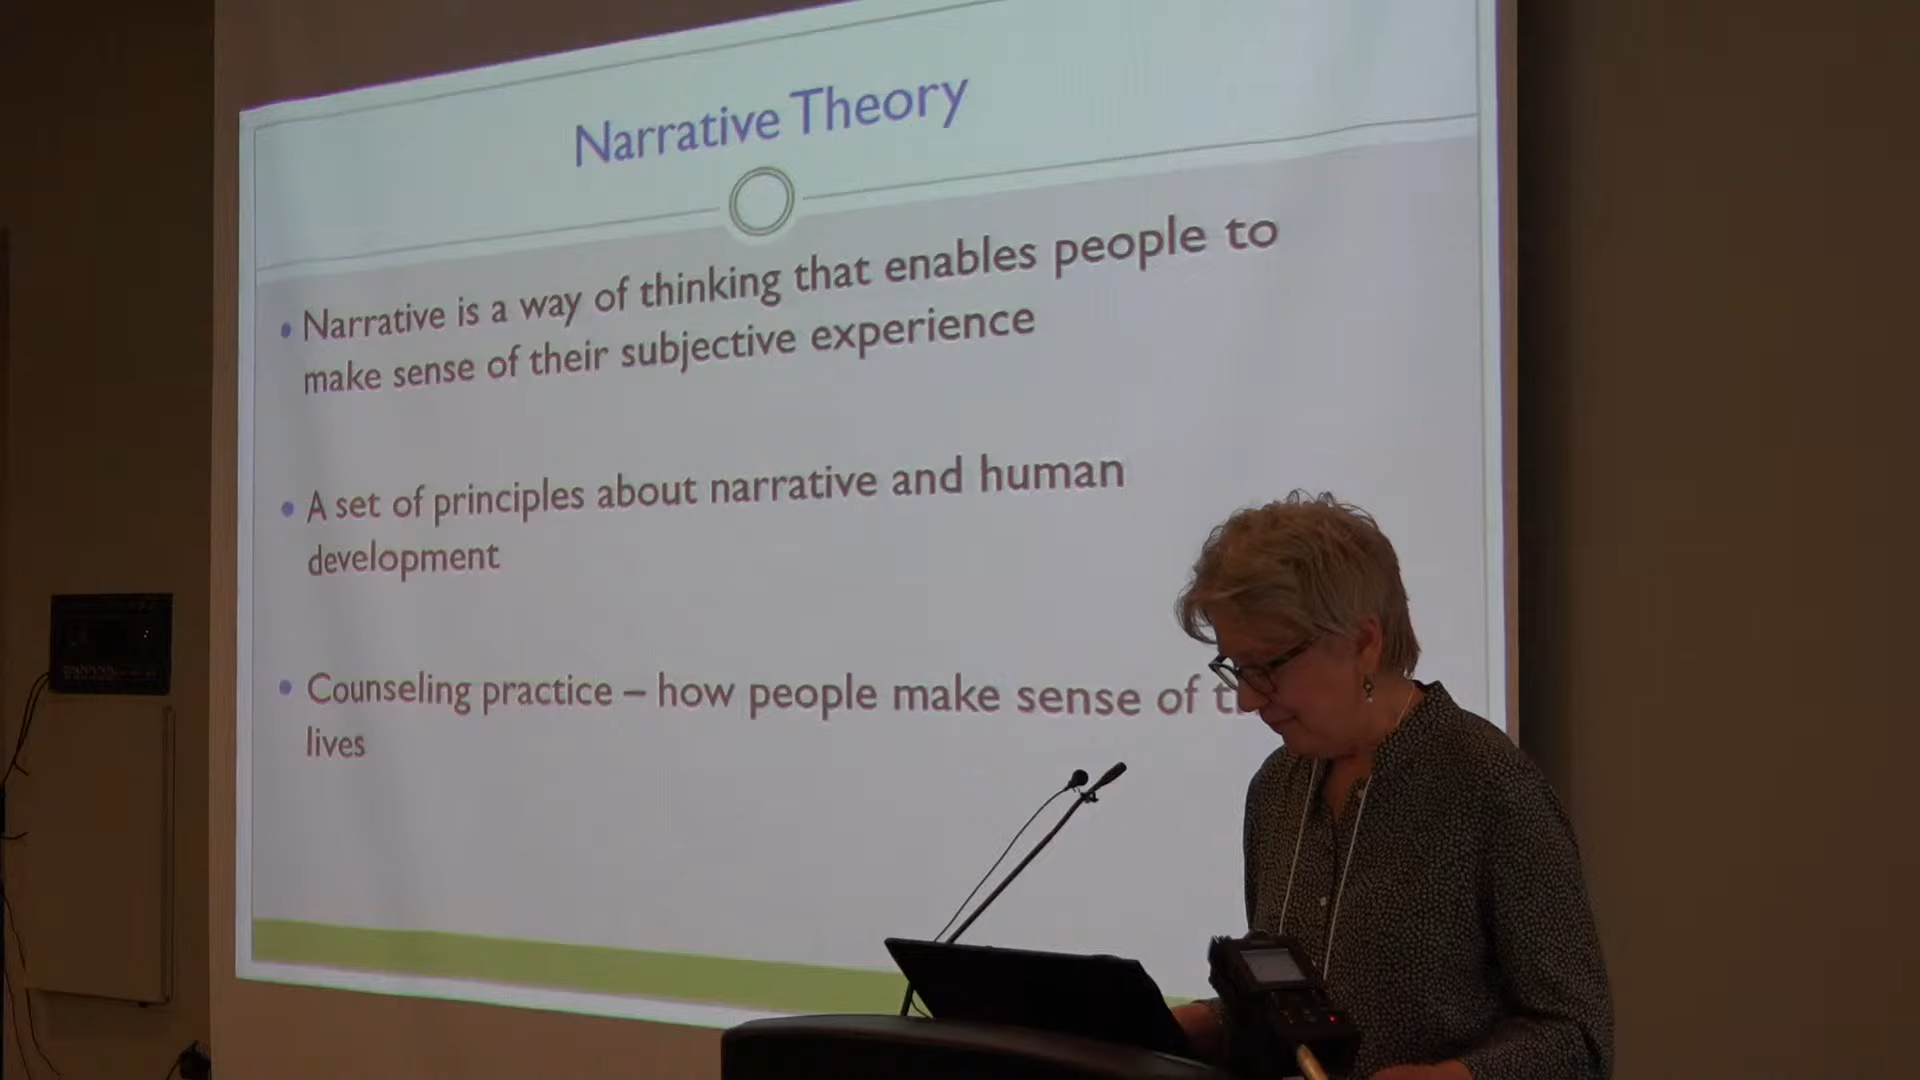 Narrative Theory
• Narrative is a way of thinking that enables people to
make sense of their subjective experience
• A set of principles about narrative and human
development
• Counseling practice – how people make sense of
lives